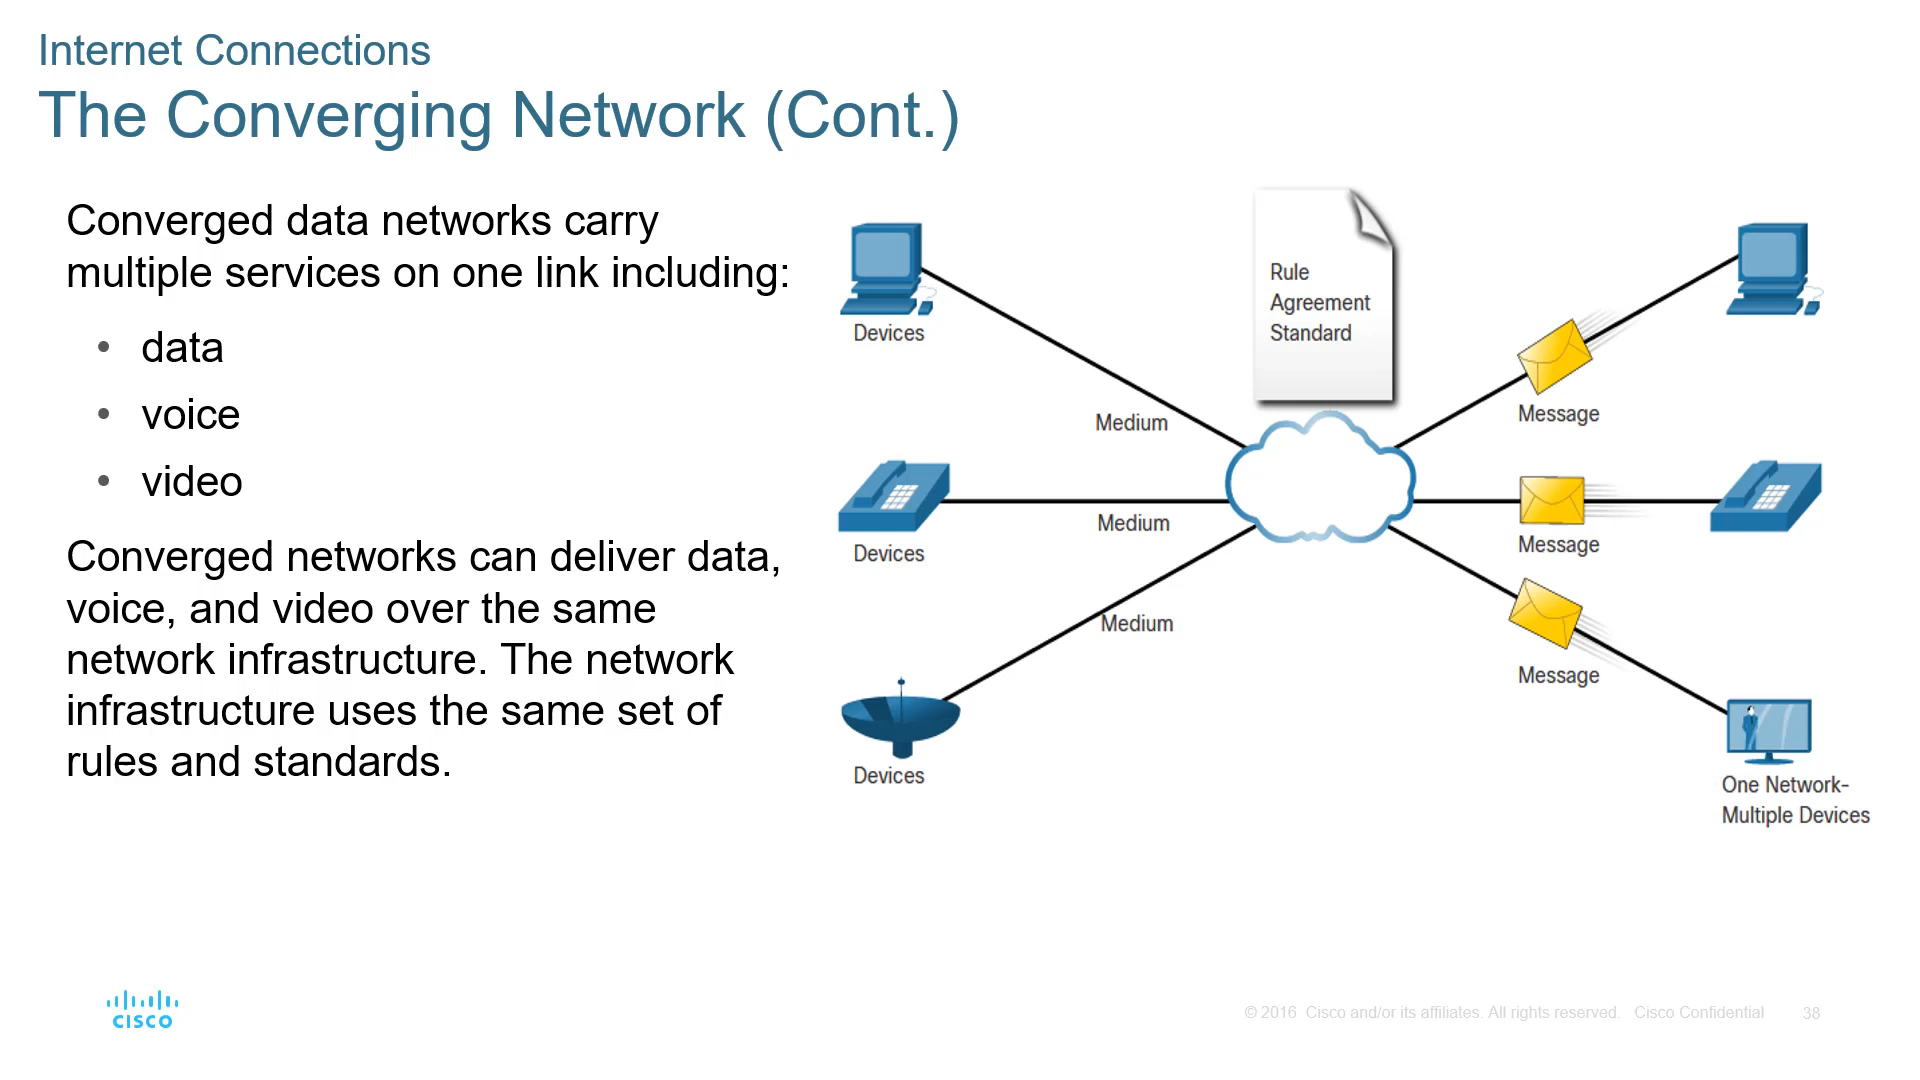 Internet Connections
The Converging Network (Cont.)
Converged data networks carry
multiple services on one link including:
• data
• voice
• video
Converged networks can deliver data,
voice, and video over the same
network infrastructure. The network
infrastructure uses the same set of
rules and standards.
Devices
Medium
Devices
Medium
Devices
Medium
Rule
Agreement
Standard
Message
Message
Message
One Network-
Multiple Devices
CISCO
© 2016 Cisco and/or its affiliates. All rights reserved. Cisco Confidential
38